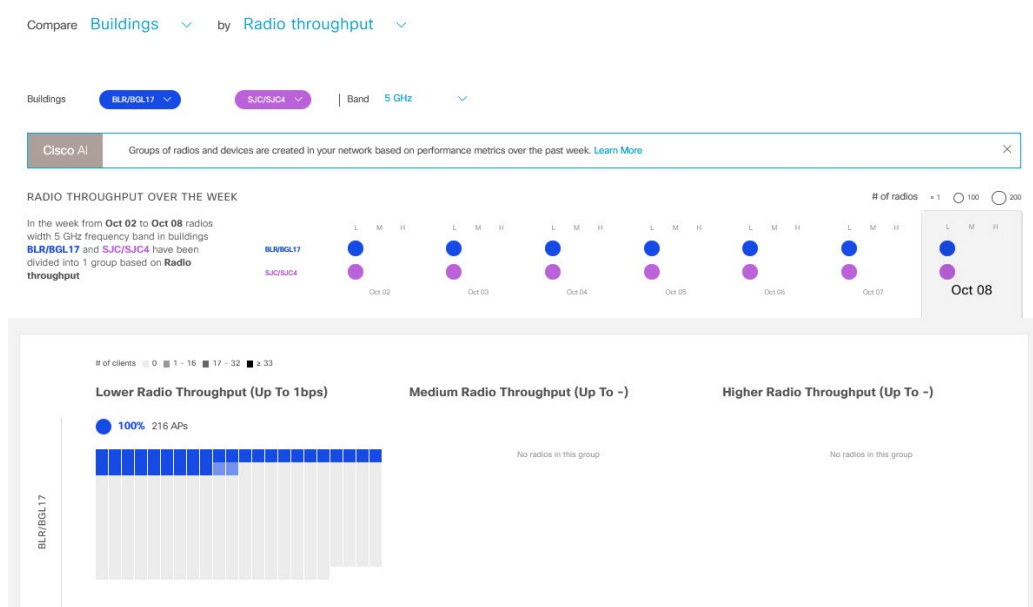 Compare Buildings by Radio throughput
Buildings BLR/BGL17 SJC/SJC4 Band 5 GHz
Cisco AI Groups of radios and devices are created in your network based on performance metrics over the past week. Learn More
RADIO THROUGHPUT OVER THE WEEK
# of radios 1 100 200
In the week from Oct 02 to Oct 08 radios
width 5 GHz frequency band in buildings
BLR/BGL17 and SJC/SJC4 have been
divided into 1 group based on Radio
throughput
L M H L M H L M H L M H L M H L M H L M H
BLR/BGL17
SJC/SJC4
Oct 02 Oct 03 Oct 04 Oct 05 Oct 06 Oct 07 Oct 08
# of clients 0 1 - 16 17 - 32 ≥ 33
Lower Radio Throughput (Up To 1bps) Medium Radio Throughput (Up To -) Higher Radio Throughput (Up To -)
100% 216 APs
No radios in this group No radios in this group
BLR/BGL17